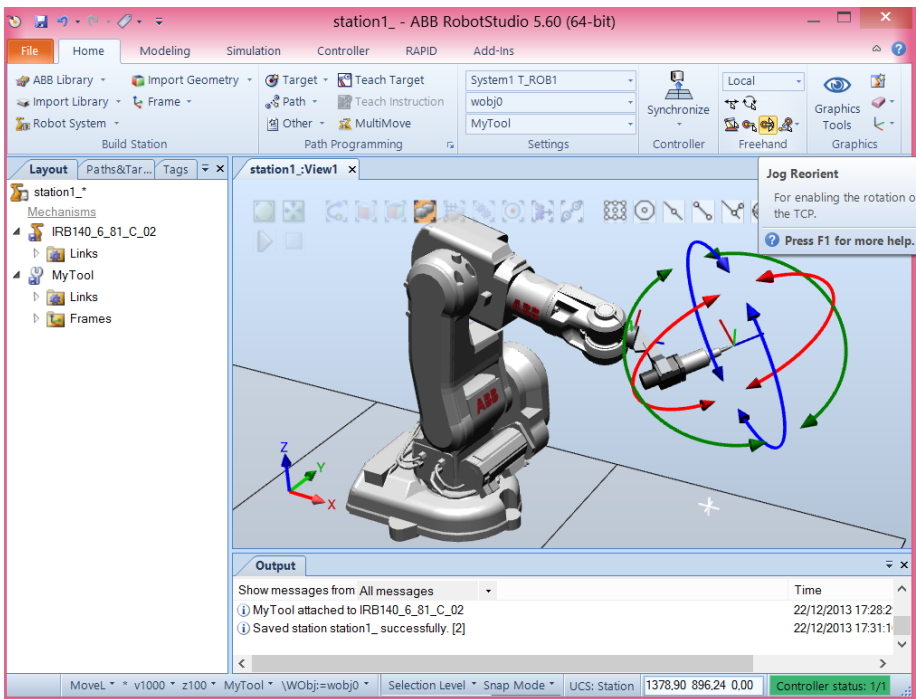 station1_ - ABB RobotStudio 5.60 (64-bit)
File Home Modeling Simulation Controller RAPID Add-Ins
ABB Library Import Geometry
Import Library Frame
Robot System
Build Station
Target Teach Target
Path Teach Instruction
Other MultiMove
Path Programming
System1 T_ROB1
wobj0
MyTool
Settings
Synchronize
Controller
Local
Freehand
Graphics
Tools
Graphics
Layout Paths&Tar... Tags
station1_:View1
Jog Reorient
For enabling the rotation o
the TCP.
Press F1 for more help.
station1_*
Mechanisms
IRB140_6_81_C_02
Links
MyTool
Links
Frames
ABB
ABB
Z
Y
X
Output
Show messages from All messages Time
MyTool attached to IRB140_6_81_C_02 22/12/2013 17:28:2
Saved station station1_ successfully. [2] 22/12/2013 17:31:1
MoveL * v1000 z100 MyTool \WObj:=wobj0 Selection Level Snap Mode UCS: Station 1378,90 896,24 0,00 Controller status: 1/1